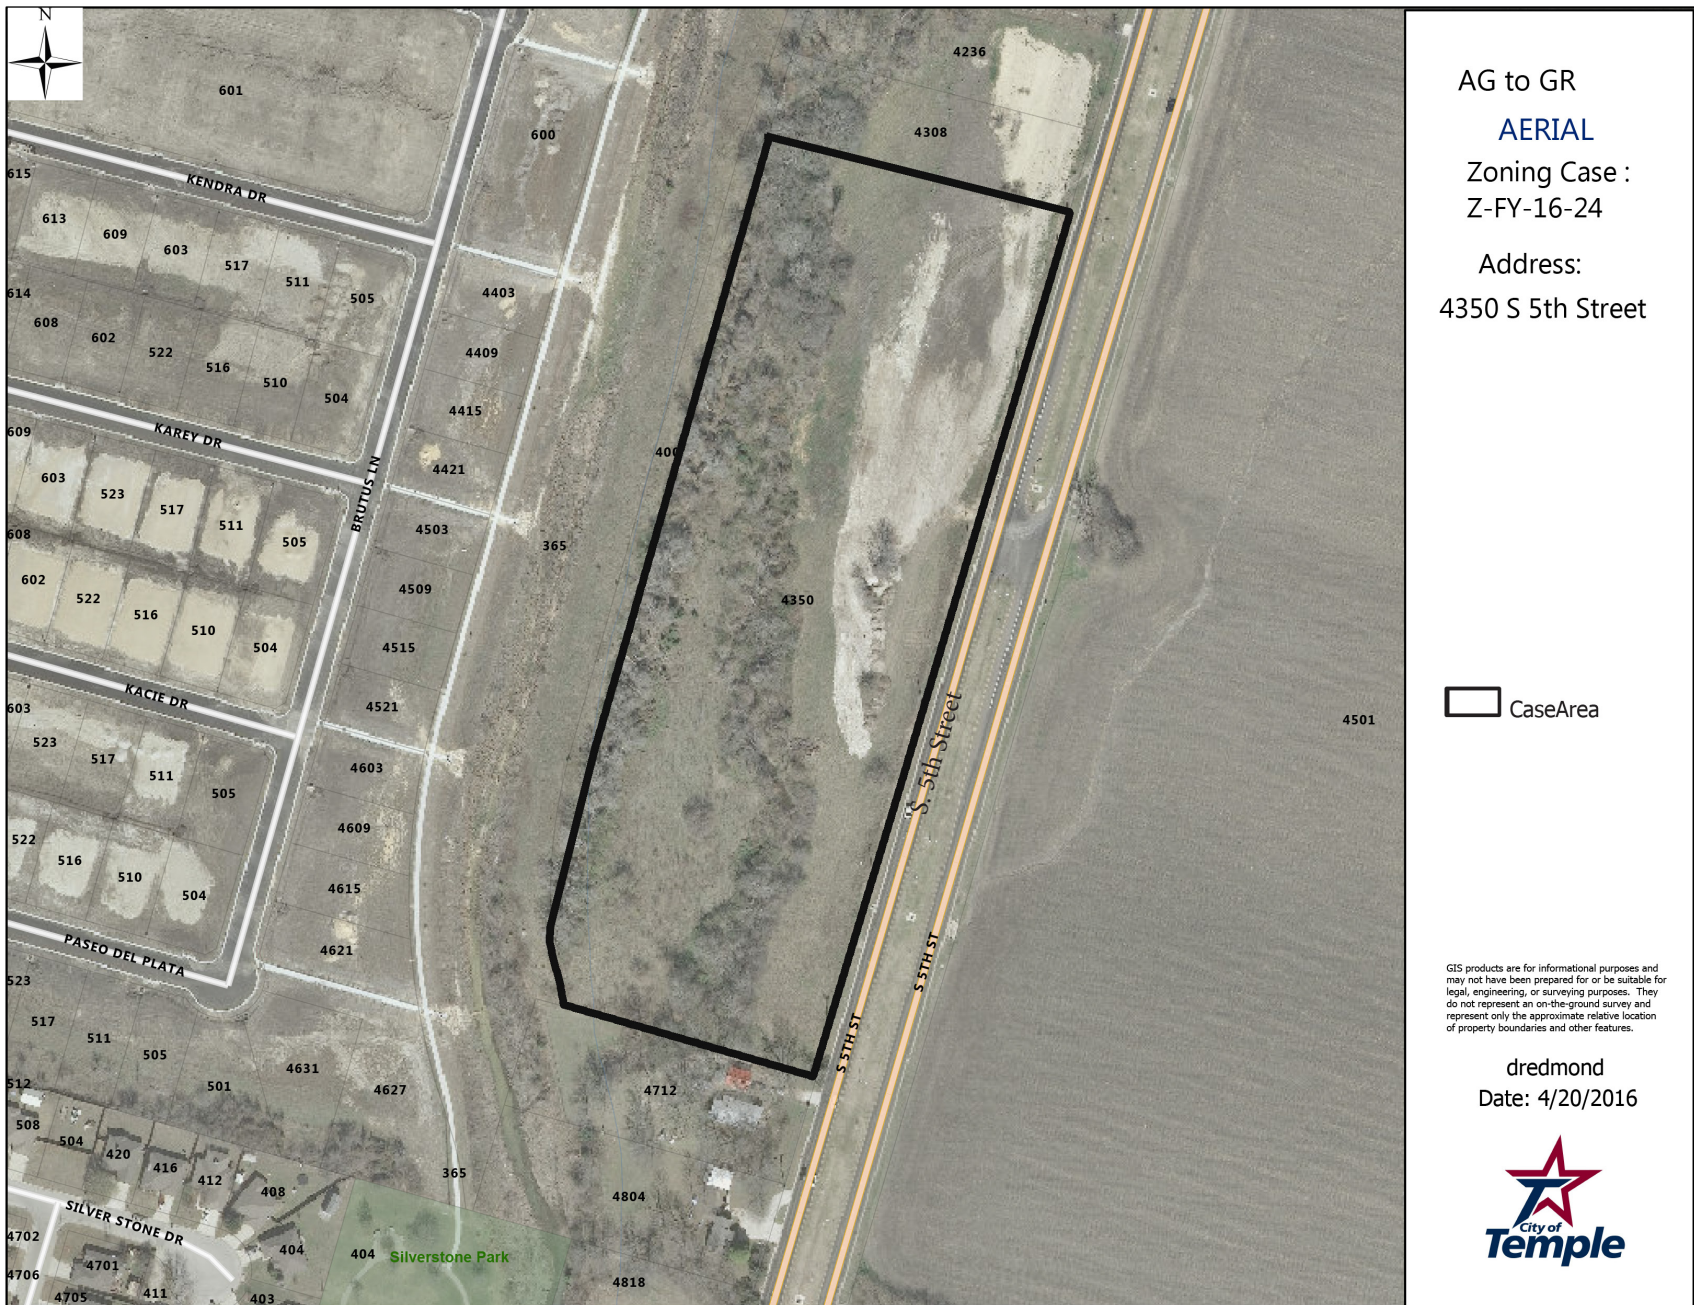 N
601
4236
600
4308
KENDRA DR
615
613
609
603
517
511
505
614
608
602
522
516
510
504
4403
4409
4415
4421
KAREY DR
BRUTUS LN
609
603
523
517
511
505
608
602
522
516
510
504
4503
4509
4515
4521
365
4350
KACIE DR
603
523
517
511
505
522
516
510
504
4603
4609
4615
4621
PASEO DEL PLATA
S. 5th Street
S 5TH ST
S 5TH ST
4501
523
517
511
505
501
512
4631
4627
4712
508
504
420
416
412
408
365
4804
SILVER STONE DR
4702
4706
4701
4705
411
404
403
404
Silverstone Park
4818
AG to GR
AERIAL
Zoning Case :
Z-FY-16-24
Address:
4350 S 5th Street
CaseArea
GIS products are for informational purposes and
may not have been prepared for or be suitable for
legal, engineering, or surveying purposes. They
do not represent an on-the-ground survey and
represent only the approximate relative location
of property boundaries and other features.
dredmond
Date: 4/20/2016
City of
Temple